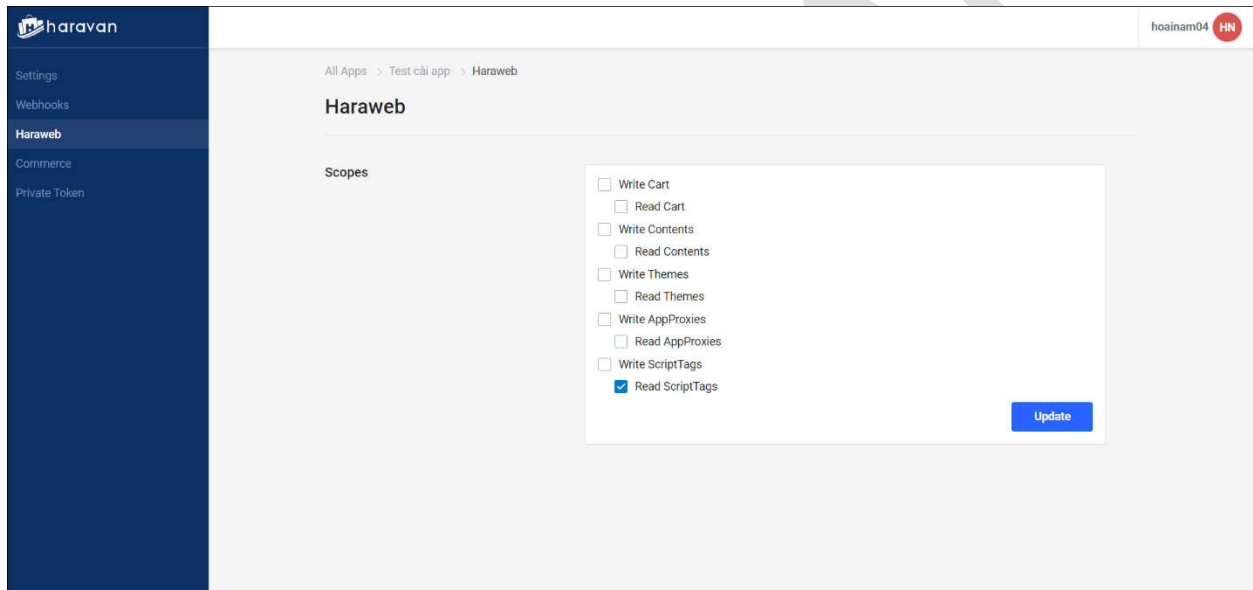 haravan
hoainam04 HN
Settings
Webhooks
Haraweb
Commerce
Private Token
All Apps > Test cài app > Haraweb
Haraweb
Scopes
Write Cart
Read Cart
Write Contents
Read Contents
Write Themes
Read Themes
Write AppProxies
Read AppProxies
Write ScriptTags
Read ScriptTags
Update